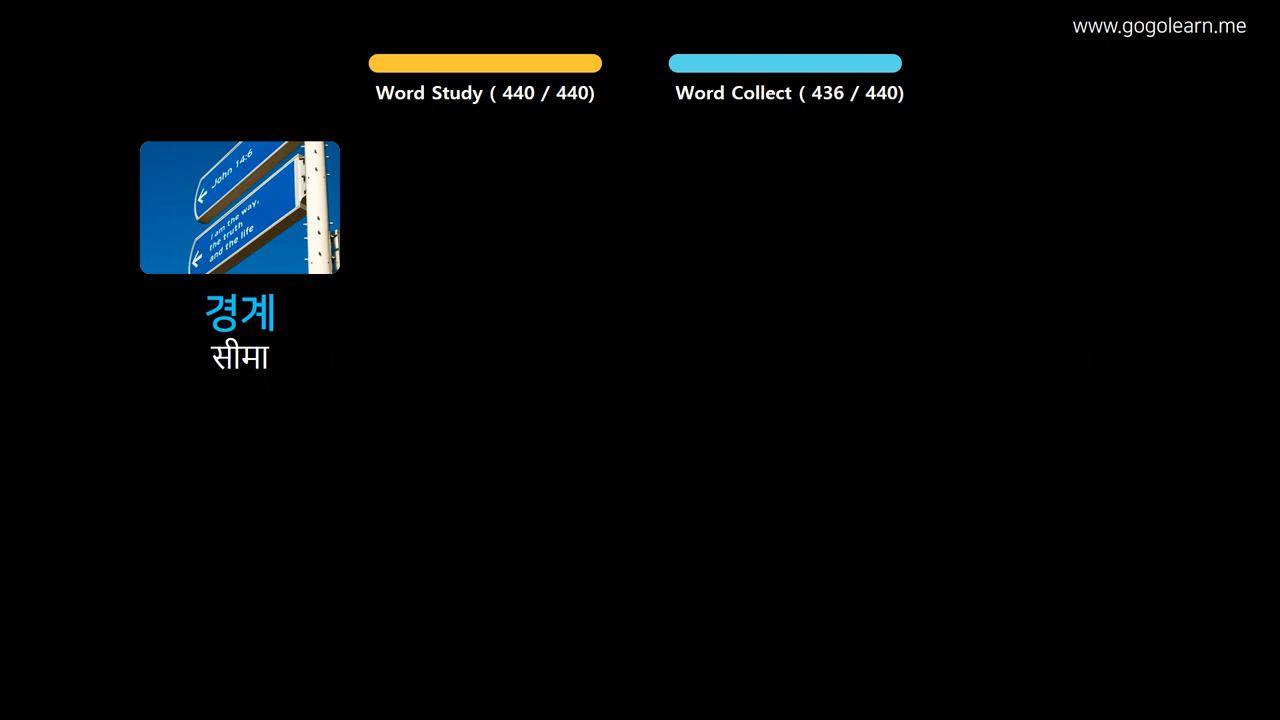 www.gogolearn.me
Word Study ( 440 / 440)
Word Collect ( 436 / 440)
John 14:6
I am the way,
the truth
and the life
경계
सीमा